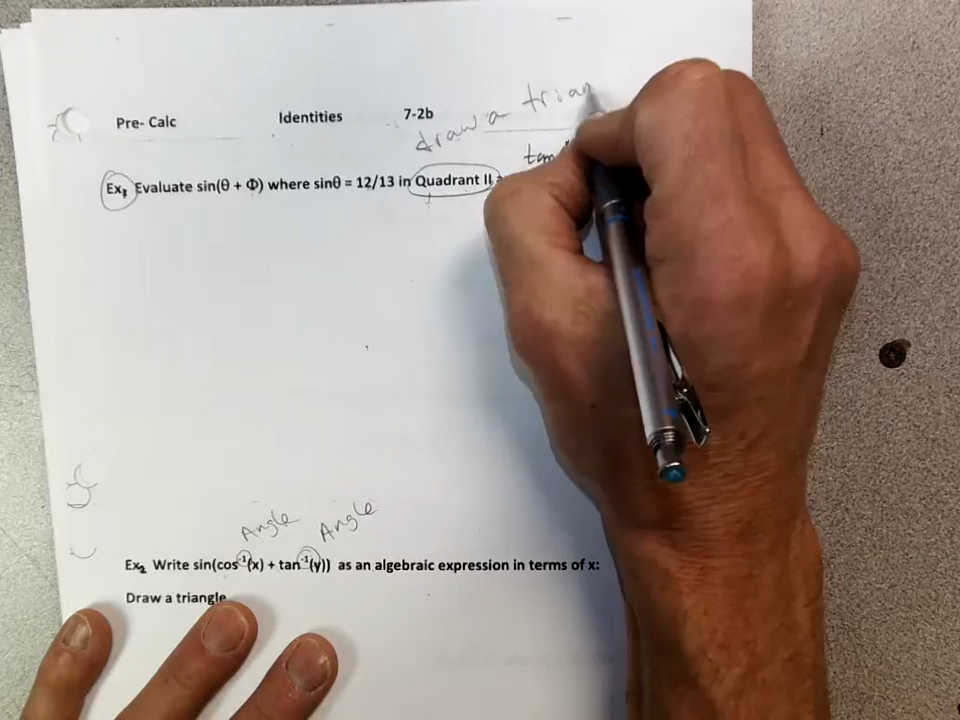 Pre- Calc Identities 7-2b
draw a trian
tan
Ex1 Evaluate sin(θ + Φ) where sinθ = 12/13 in Quadrant II
Angle Angle
Ex2 Write sin(cos⁻¹(x) + tan⁻¹(y)) as an algebraic expression in terms of x:
Draw a triangle